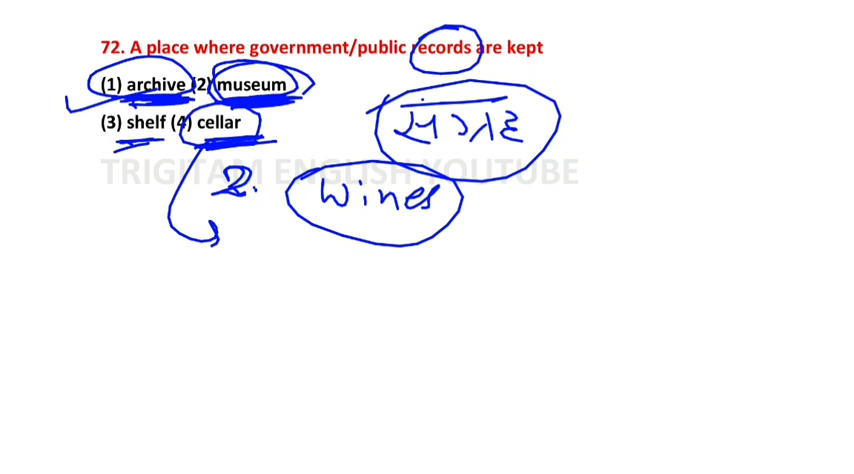 72. A place where government/public records are kept
(1) archive (2) museum
(3) shelf (4) cellar
TRIGITAM ENGLISH YOUTUBE
2. Wines